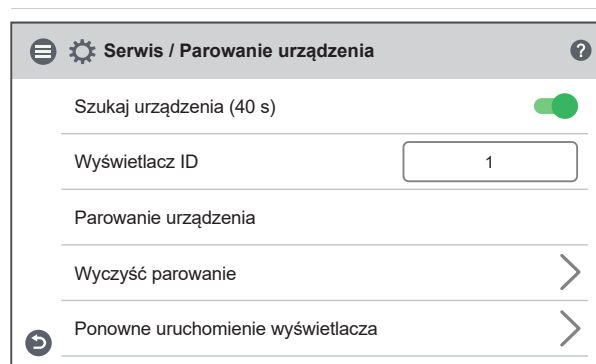 Serwis / Parowanie urządzenia ?
Szukaj urządzenia (40 s)
Wyświetlacz ID 1
Parowanie urządzenia
Wyczyść parowanie
Ponowne uruchomienie wyświetlacza